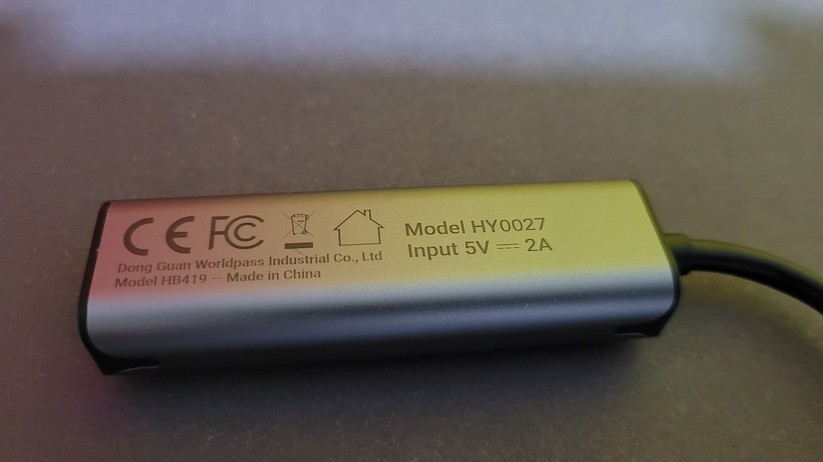 CE FC
Dong Guan Worldpass Industrial Co., Ltd
Model HB419 – Made in China
Model HY0027
Input 5V ⎓ 2A